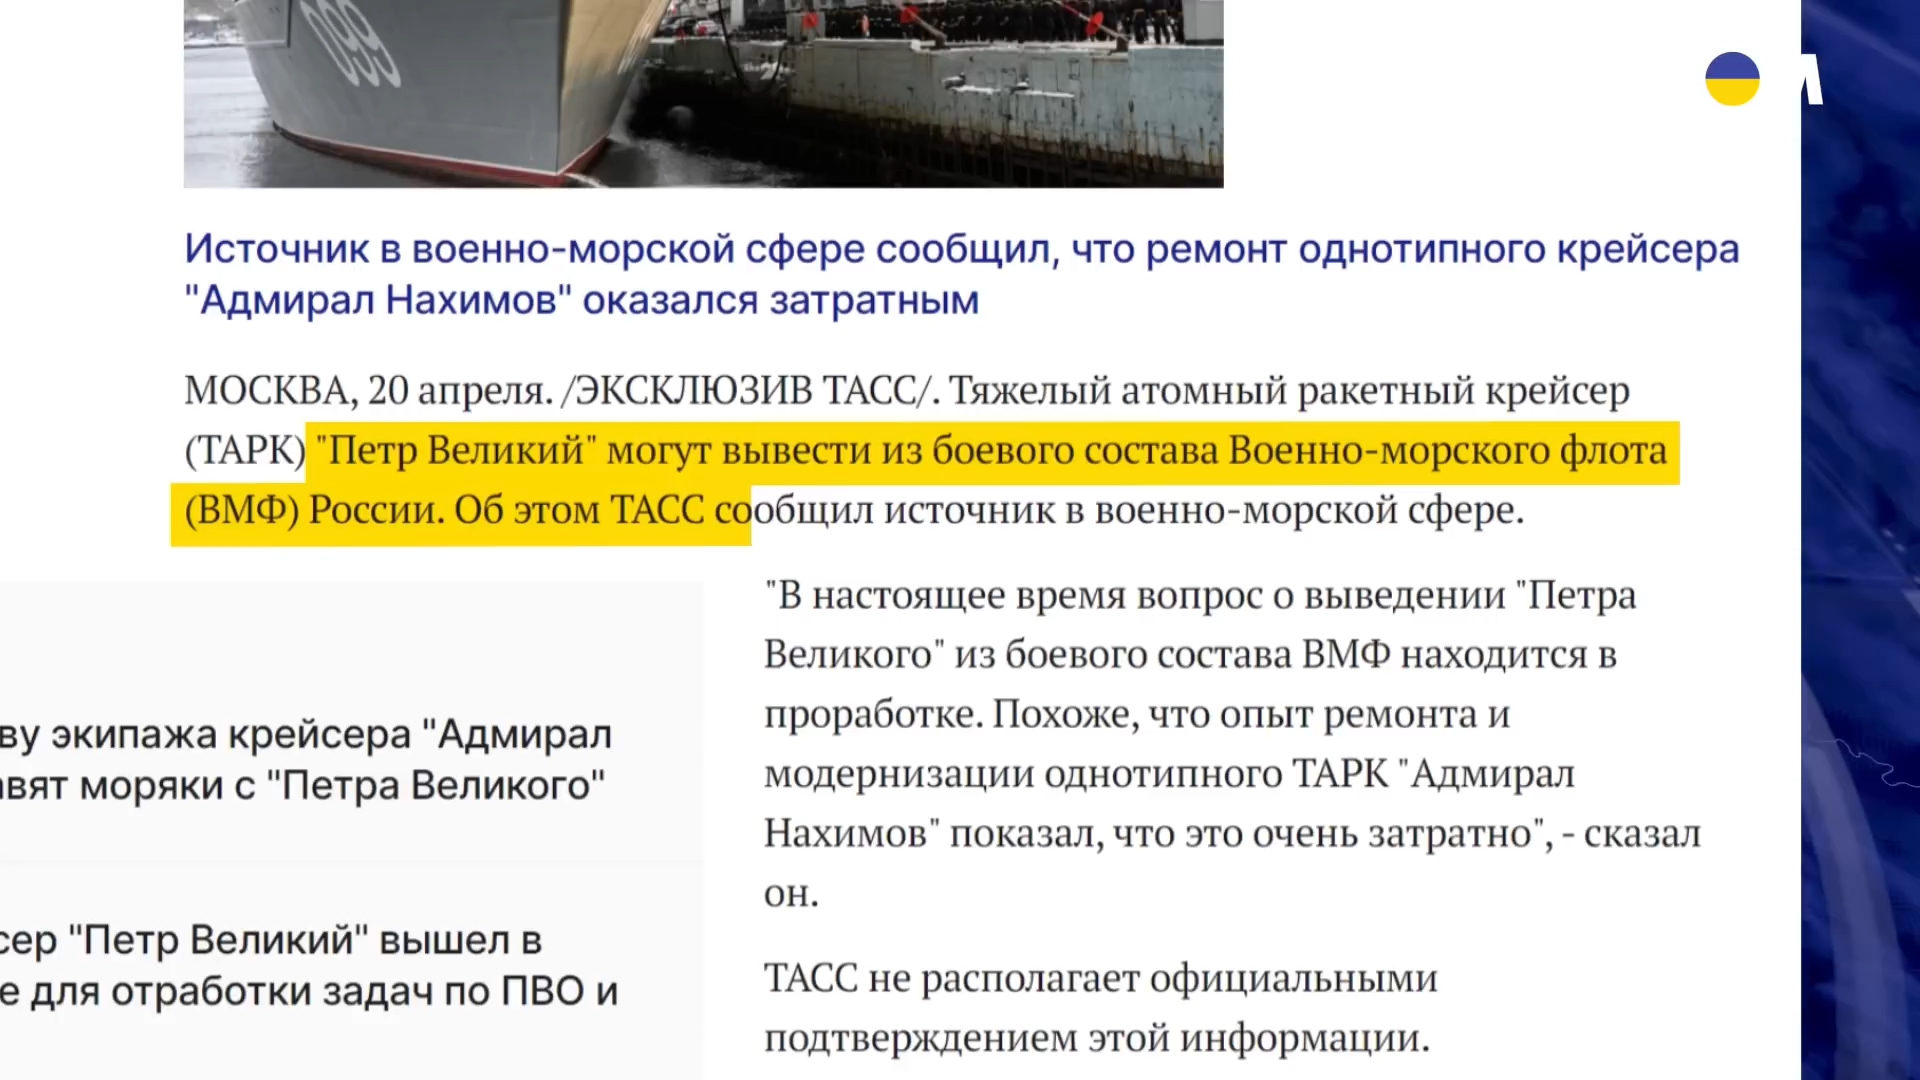 099
Источник в военно-морской сфере сообщил, что ремонт однотипного крейсера
"Адмирал Нахимов" оказался затратным
МОСКВА, 20 апреля. /ЭКСКЛЮЗИВ ТАСС/. Тяжелый атомный ракетный крейсер
(ТАРК) "Петр Великий" могут вывести из боевого состава Военно-морского флота
(ВМФ) России. Об этом ТАСС сообщил источник в военно-морской сфере.
ву экипажа крейсера "Адмирал
авят моряки с "Петра Великого"
сер "Петр Великий" вышел в
е для отработки задач по ПВО и
"В настоящее время вопрос о выведении "Петра
Великого" из боевого состава ВМФ находится в
проработке. Похоже, что опыт ремонта и
модернизации однотипного ТАРК "Адмирал
Нахимов" показал, что это очень затратно", - сказал
он.
ТАСС не располагает официальными
подтверждением этой информации.